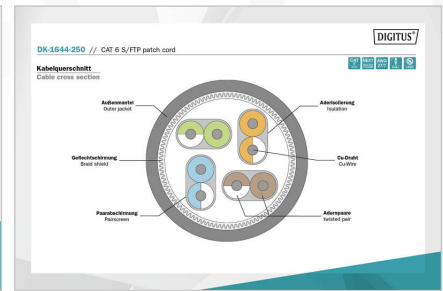 DIGITUS®
DK-1644-250 // CAT 6 S/FTP patch cord
Kabelquerschnitt
Cable cross section
Außenmantel
Outer jacket
Aderisolierung
Insulation
Geflechtschirmung
Braid shield
Cu-Draht
Cu-Wire
Paarabschirmung
Pairscreen
Adernpaare
twisted pair